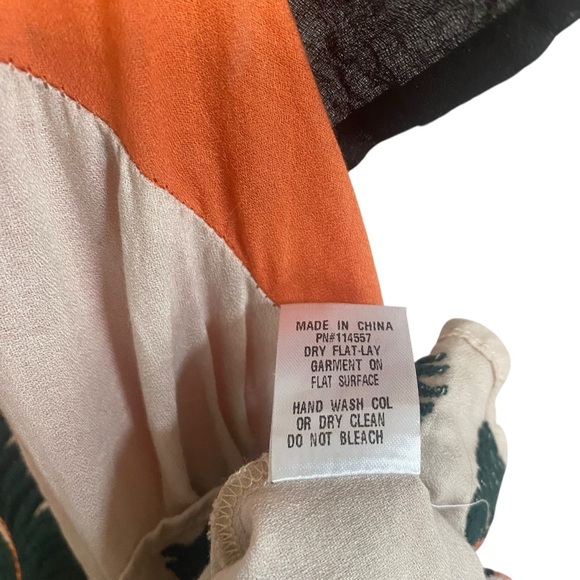 MADE IN CHINA
PN#114557
DRY FLAT-LAY
GARMENT ON
FLAT SURFACE
HAND WASH COL
OR DRY CLEAN
DO NOT BLEACH